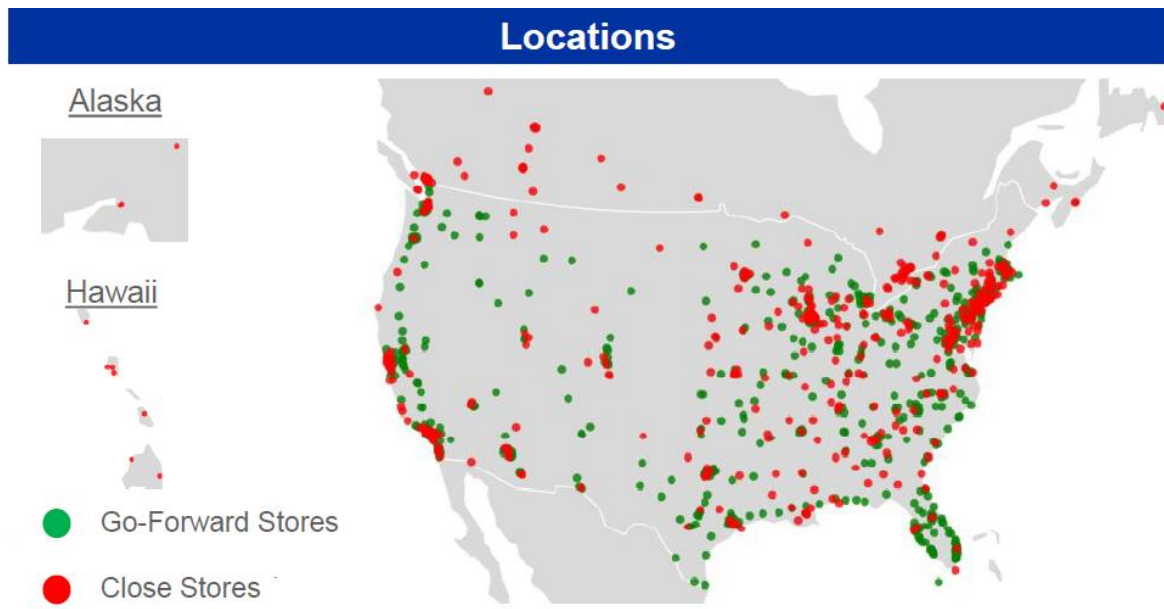 Locations
Alaska
Hawaii
Go-Forward Stores
Close Stores